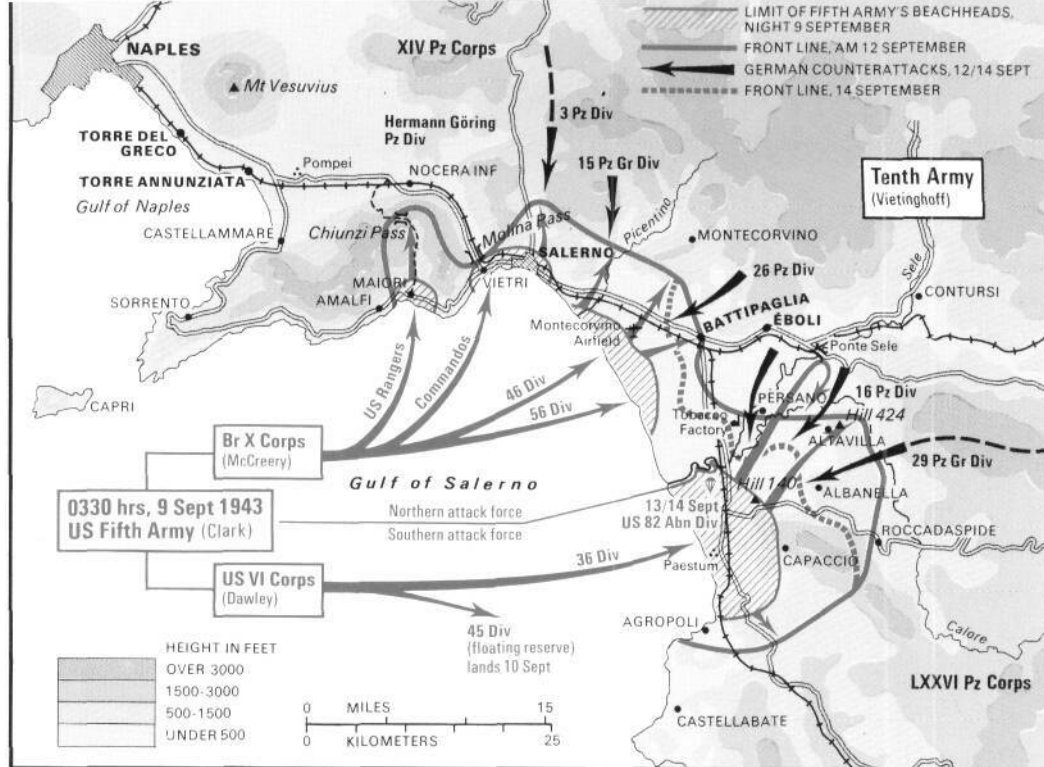 LIMIT OF FIFTH ARMY'S BEACHHEADS,
NIGHT 9 SEPTEMBER
FRONT LINE, AM 12 SEPTEMBER
GERMAN COUNTERATTACKS, 12/14 SEPT
FRONT LINE, 14 SEPTEMBER
NAPLES
XIV Pz Corps
Mt Vesuvius
3 Pz Div
Hermann Göring
Pz Div
TORRE DEL
GRECO
Pompei
NOCERA INF
15 Pz Gr Div
TORRE ANNUNZIATA
Gulf of Naples
Tenth Army
(Vietinghoff)
CASTELLAMMARE
Chiunzi Pass
Molina Pass
SALERNO
Picentino
MONTECORVINO
Sele
26 Pz Div
MAIORI
AMALFI
VIETRI
CONTURSI
SORRENTO
BATTIPAGLIA
ÉBOLI
Montecorvino
Airfield
Ponte Sele
US Rangers
Commandos
46 Div
56 Div
CAPRI
16 Pz Div
PERSANO
Hill 424
Tobacco
Factory
ALTAVILLA
Br X Corps
(McCreery)
29 Pz Gr Div
Gulf of Salerno
Hill 140
ALBANELLA
0330 hrs, 9 Sept 1943
US Fifth Army (Clark)
Northern attack force
Southern attack force
13/14 Sept
US 82 Abn Div
ROCCADASPIDE
36 Div
Paestum
CAPACCIO
US VI Corps
(Dawley)
45 Div
(floating reserve)
lands 10 Sept
AGROPOLI
Calore
HEIGHT IN FEET
OVER 3000
1500-3000
500-1500
UNDER 500
0 MILES 15
0 KILOMETERS 25
LXXVI Pz Corps
CASTELLABATE